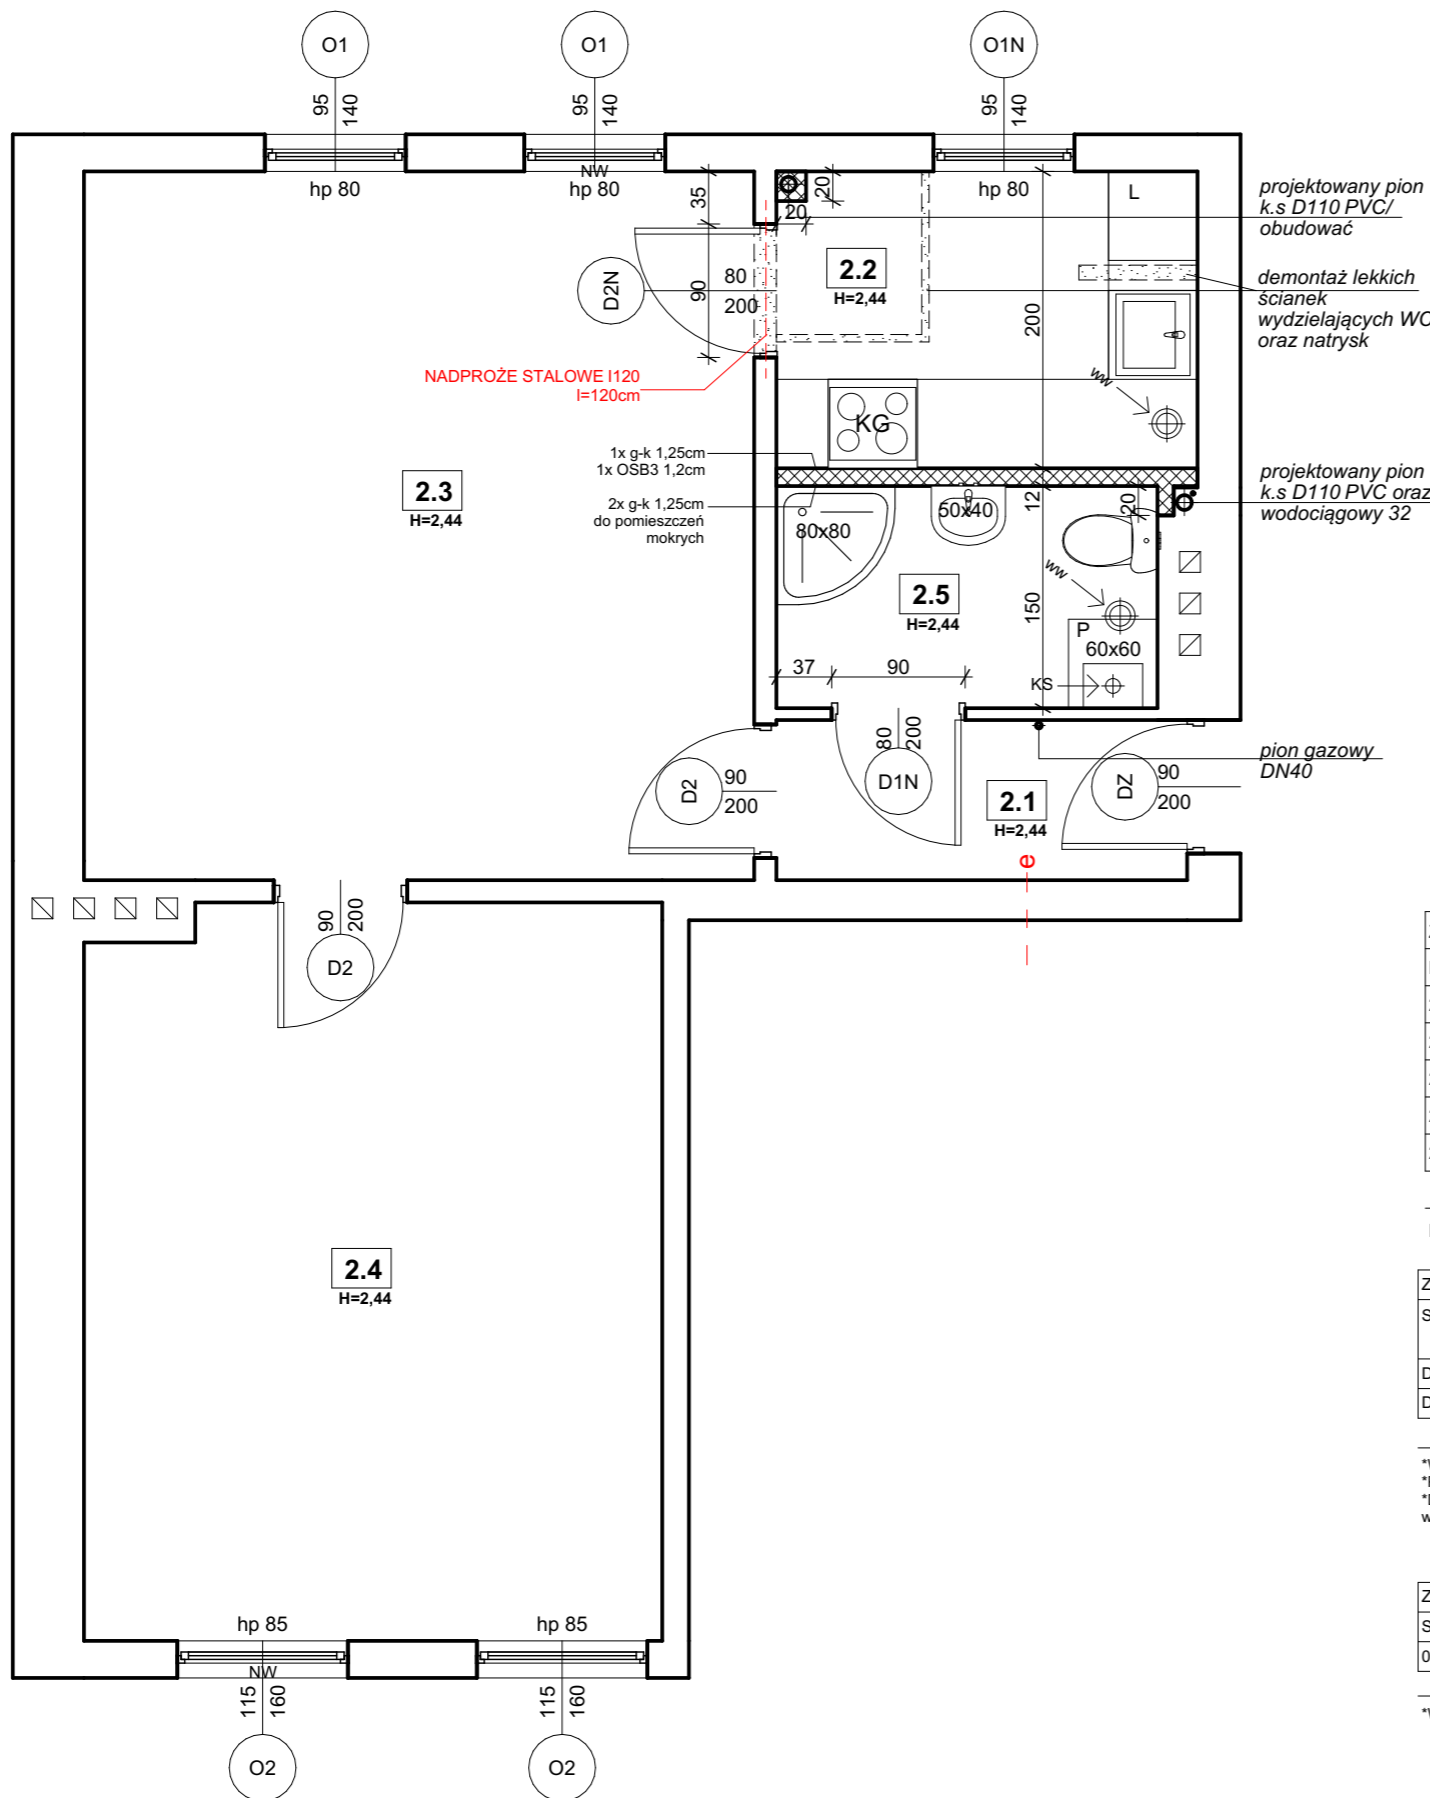 O1
O1
O1N
95
140
95
140
95
140
hp 80
NW
hp 80
hp 80
35
20
20
L
projektowany pion
k.s D110 PVC/
obudować
2.2
H=2,44
D2N
80
200
90
200
demontaż lekkich
ścianek
wydzielających WC
oraz natrysk
NADPROŻE STALOWE I120
l=120cm
ww
KG
1x g-k 1,25cm
1x OSB3 1,2cm
2x g-k 1,25cm
do pomieszczeń
mokrych
2.3
H=2,44
projektowany pion
k.s D110 PVC oraz
wodociągowy 32
80x80
50x40
12
20
ww
2.5
H=2,44
150
P
60x60
KS
37
90
80
200
D1N
pion gazowy
DN40
D2
90
200
2.1
H=2,44
DZ
90
200
e
90
200
D2
2.4
H=2,44
hp 85
hp 85
NW
115
160
115
160
O2
O2
Z
S
D
D
Z
S
0